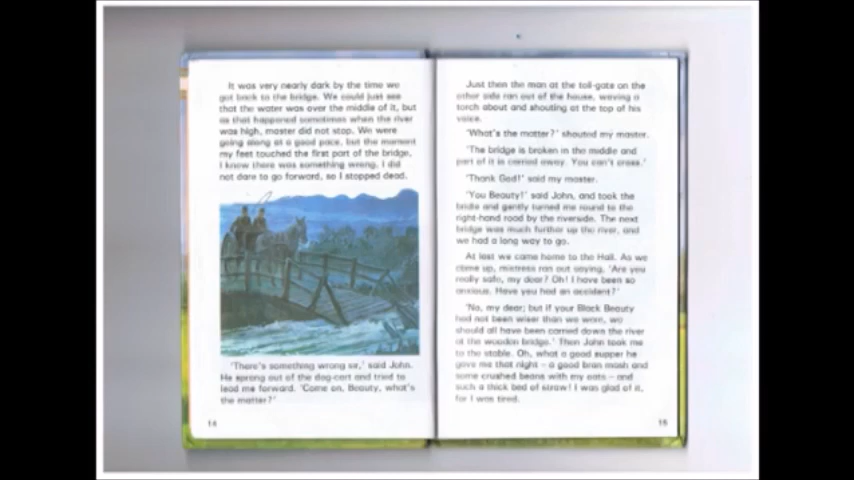 It was very nearly dark by the time we
got back to the bridge. We could just see
that the water was over the middle of it, but
as that happened sometimes when the river
was high, master did not stop. We were
going along at a good pace, but the moment
my feet touched the first part of the bridge,
I knew there was something wrong. I did
not dare to go forward, so I stopped dead.
'There's something wrong sir,' said John.
He sprang out of the dog-cart and tried to
lead me forward. 'Come on, Beauty, what's
the matter?'
14
Just then the man at the toll-gate on the
other side ran out of the house, waving a
torch about and shouting at the top of his
voice.
'What's the matter?' shouted my master.
'The bridge is broken in the middle and
part of it is carried away. You can't cross.'
'Thank God!' said my master.
'You Beauty!' said John, and took the
bridle and gently turned me round to the
right-hand road by the riverside. The next
bridge was much further up the river, and
we had a long way to go.
At last we came home to the Hall. As we
came up, mistress ran out saying, 'Are you
really safe, my dear? Oh! I have been so
anxious. Have you had an accident?'
'No, my dear; but if your Black Beauty
had not been wiser than we were, we
should all have been carried down the river
at the wooden bridge.' Then John took me
to the stable. Oh, what a good supper he
gave me that night – a good bran mash and
some crushed beans with my oats – and
such a thick bed of straw! I was glad of it,
for I was tired.
15